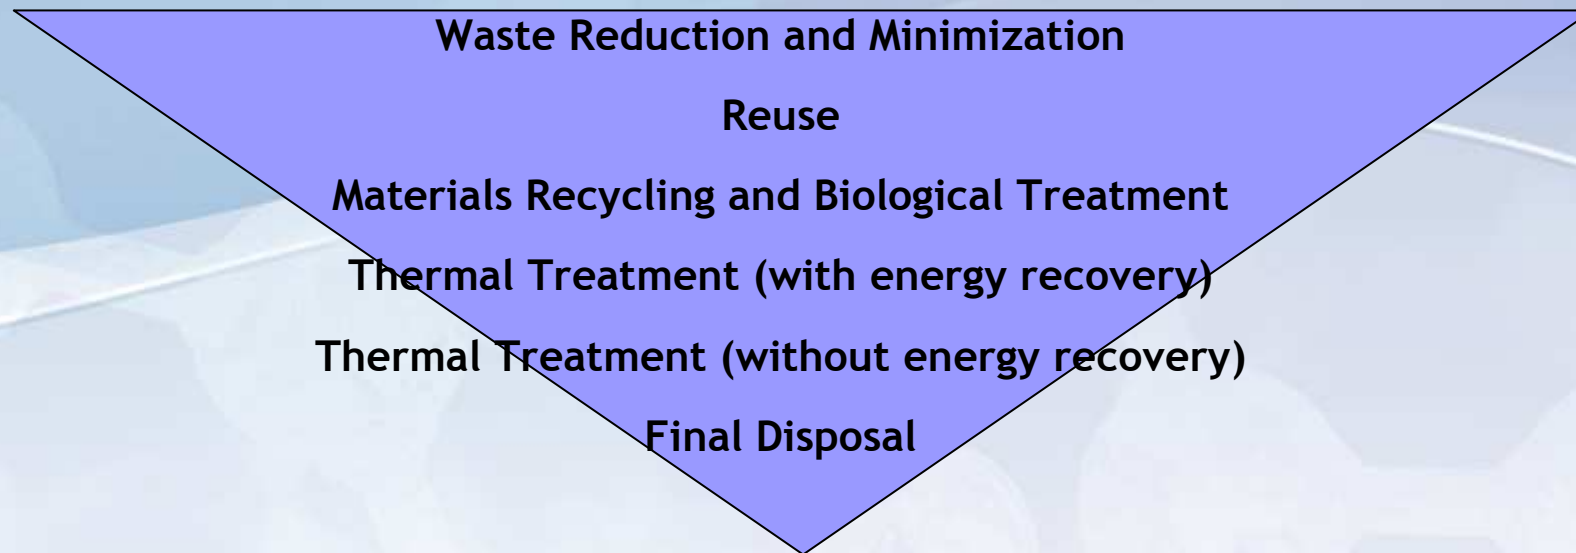 Waste Reduction and Minimization
Reuse
Materials Recycling and Biological Treatment
Thermal Treatment (with energy recovery)
Thermal Treatment (without energy recovery)
Final Disposal